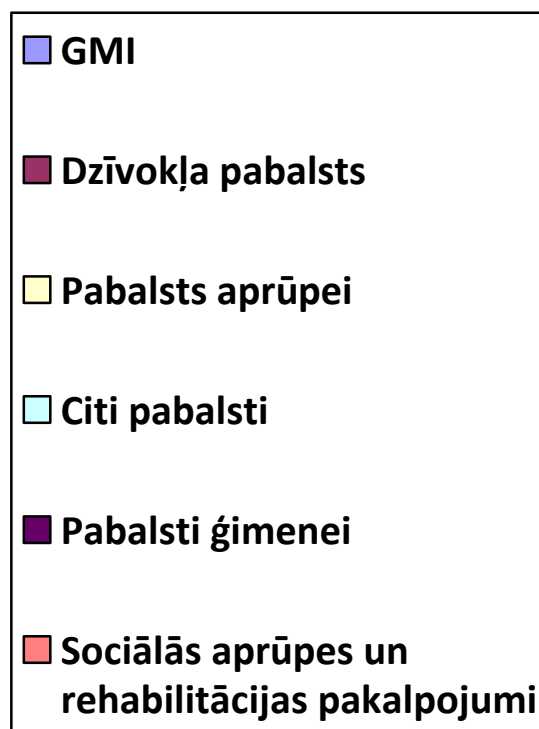 GMI
Dzīvokļa pabalsts
Pabalsts aprūpei
Citi pabalsti
Pabalsti ģimenei
Sociālās aprūpes un
rehabilitācijas pakalpojumi